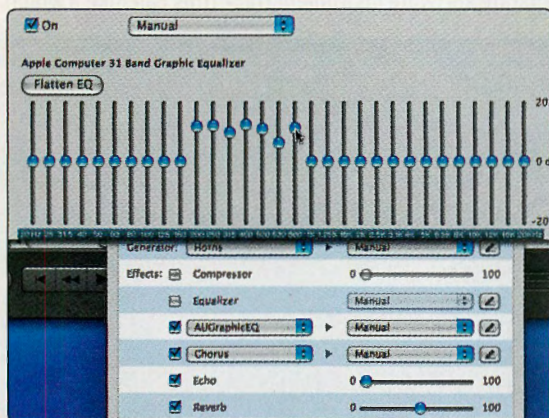 On Manual
Apple Computer 31 Band Graphic Equalizer
Flatten EQ
20
0 d
-20
Generator: Horns Manual
Effects: Compressor 0 100
Equalizer Manual
AUGraphicEQ Manual
Chorus Manual
Echo 0 100
Reverb 0 100